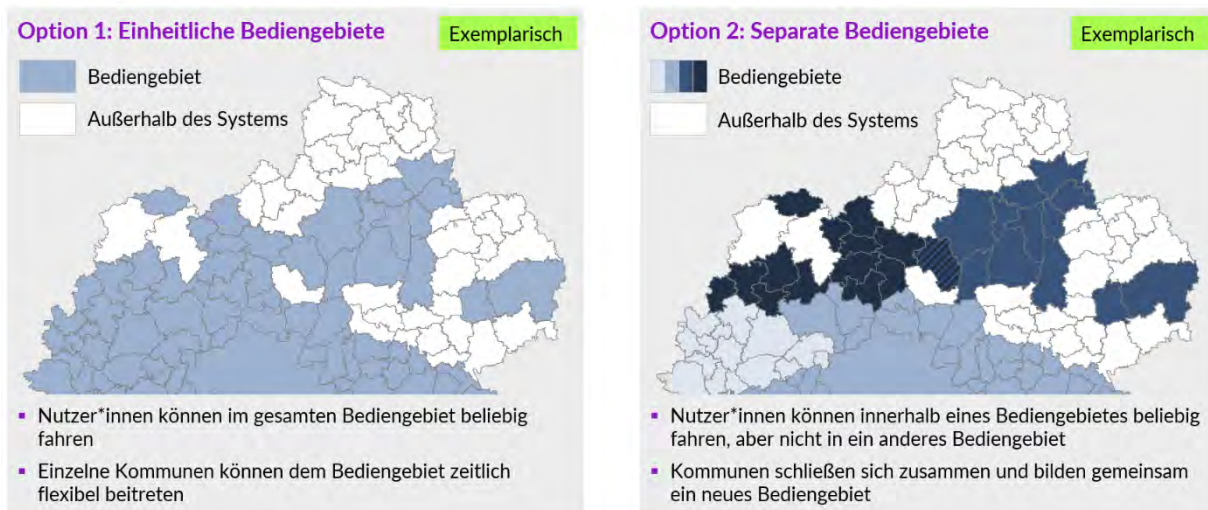 Option 1: Einheitliche Bediengebiete
Exemplarisch
Bediengebiet
Außerhalb des Systems
▪ Nutzer*innen können im gesamten Bediengebiet beliebig
fahren
▪ Einzelne Kommunen können dem Bediengebiet zeitlich
flexibel beitreten
Option 2: Separate Bediengebiete
Exemplarisch
Bediengebiete
Außerhalb des Systems
▪ Nutzer*innen können innerhalb eines Bediengebietes beliebig
fahren, aber nicht in ein anderes Bediengebiet
▪ Kommunen schließen sich zusammen und bilden gemeinsam
ein neues Bediengebiet